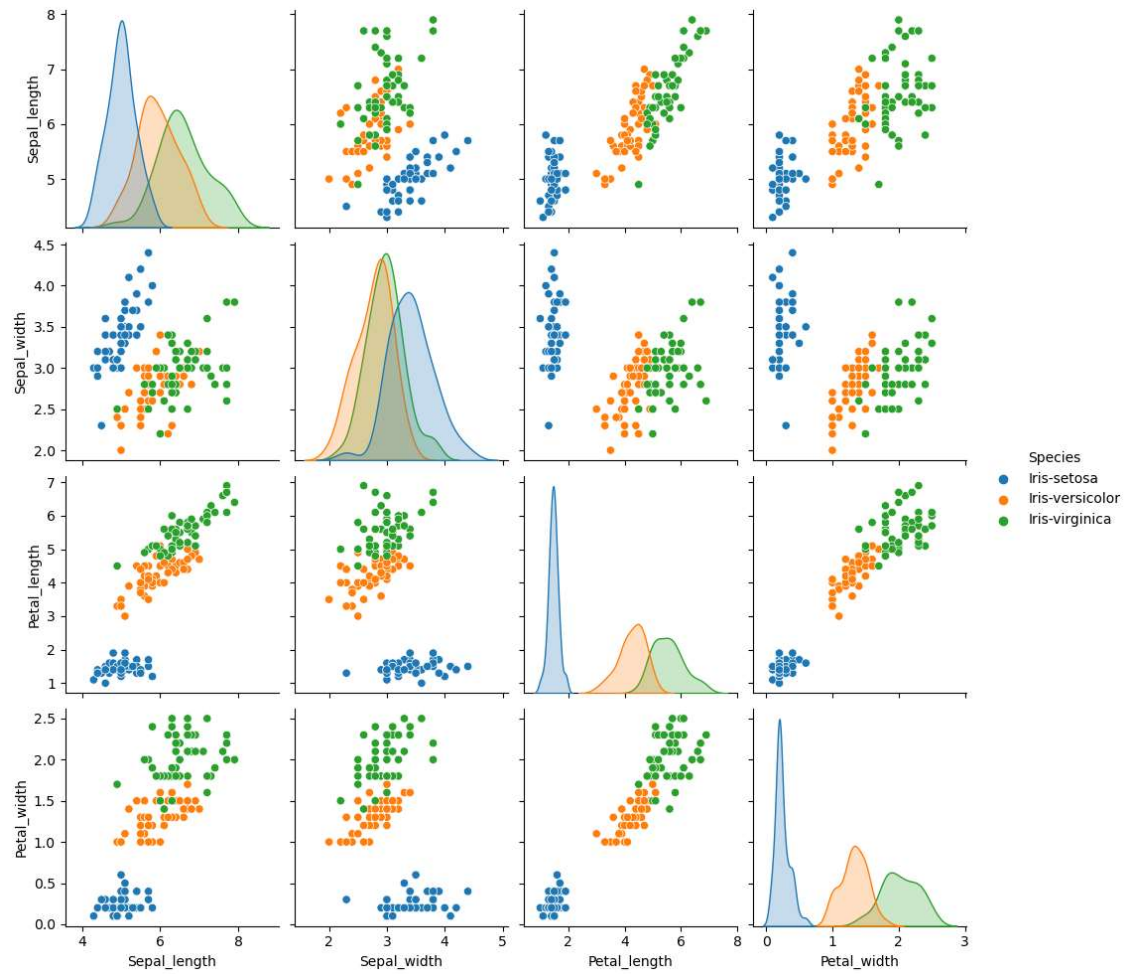 8
7
6
5
Sepal_length
4.5
4.0
3.5
3.0
2.5
2.0
Sepal_width
Species
Iris-setosa
Iris-versicolor
Iris-virginica
7
6
5
4
3
2
1
Petal_length
2.5
2.0
1.5
1.0
0.5
0.0
Petal_width
4 6 8
2 3 4 5
2 4 6 8
0 1 2 3
Sepal_length Sepal_width Petal_length Petal_width